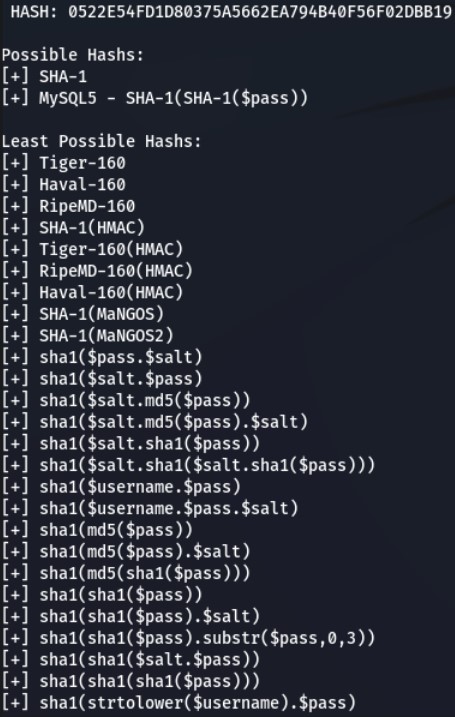 HASH: 0522E54FD1D80375A5662EA794B40F56F02DBB19
Possible Hashs:
[+] SHA-1
[+] MySQL5 - SHA-1(SHA-1($pass))
Least Possible Hashs:
[+] Tiger-160
[+] Haval-160
[+] RipeMD-160
[+] SHA-1(HMAC)
[+] Tiger-160(HMAC)
[+] RipeMD-160(HMAC)
[+] Haval-160(HMAC)
[+] SHA-1(MaNGOS)
[+] SHA-1(MaNGOS2)
[+] sha1($pass.$salt)
[+] sha1($salt.$pass)
[+] sha1($salt.md5($pass))
[+] sha1($salt.md5($pass).$salt)
[+] sha1($salt.sha1($pass))
[+] sha1($salt.sha1($salt.sha1($pass)))
[+] sha1($username.$pass)
[+] sha1($username.$pass.$salt)
[+] sha1(md5($pass))
[+] sha1(md5($pass).$salt)
[+] sha1(md5(sha1($pass)))
[+] sha1(sha1($pass))
[+] sha1(sha1($pass).$salt)
[+] sha1(sha1($pass).substr($pass,0,3))
[+] sha1(sha1($salt.$pass))
[+] sha1(sha1(sha1($pass)))
[+] sha1(strtolower($username).$pass)